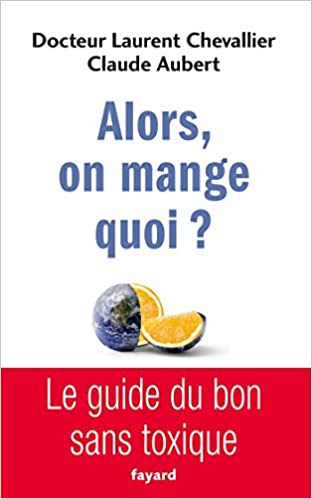 Docteur Laurent Chevallier
Claude Aubert
Alors,
on mange
quoi ?
Le guide du bon
sans toxique
fayard